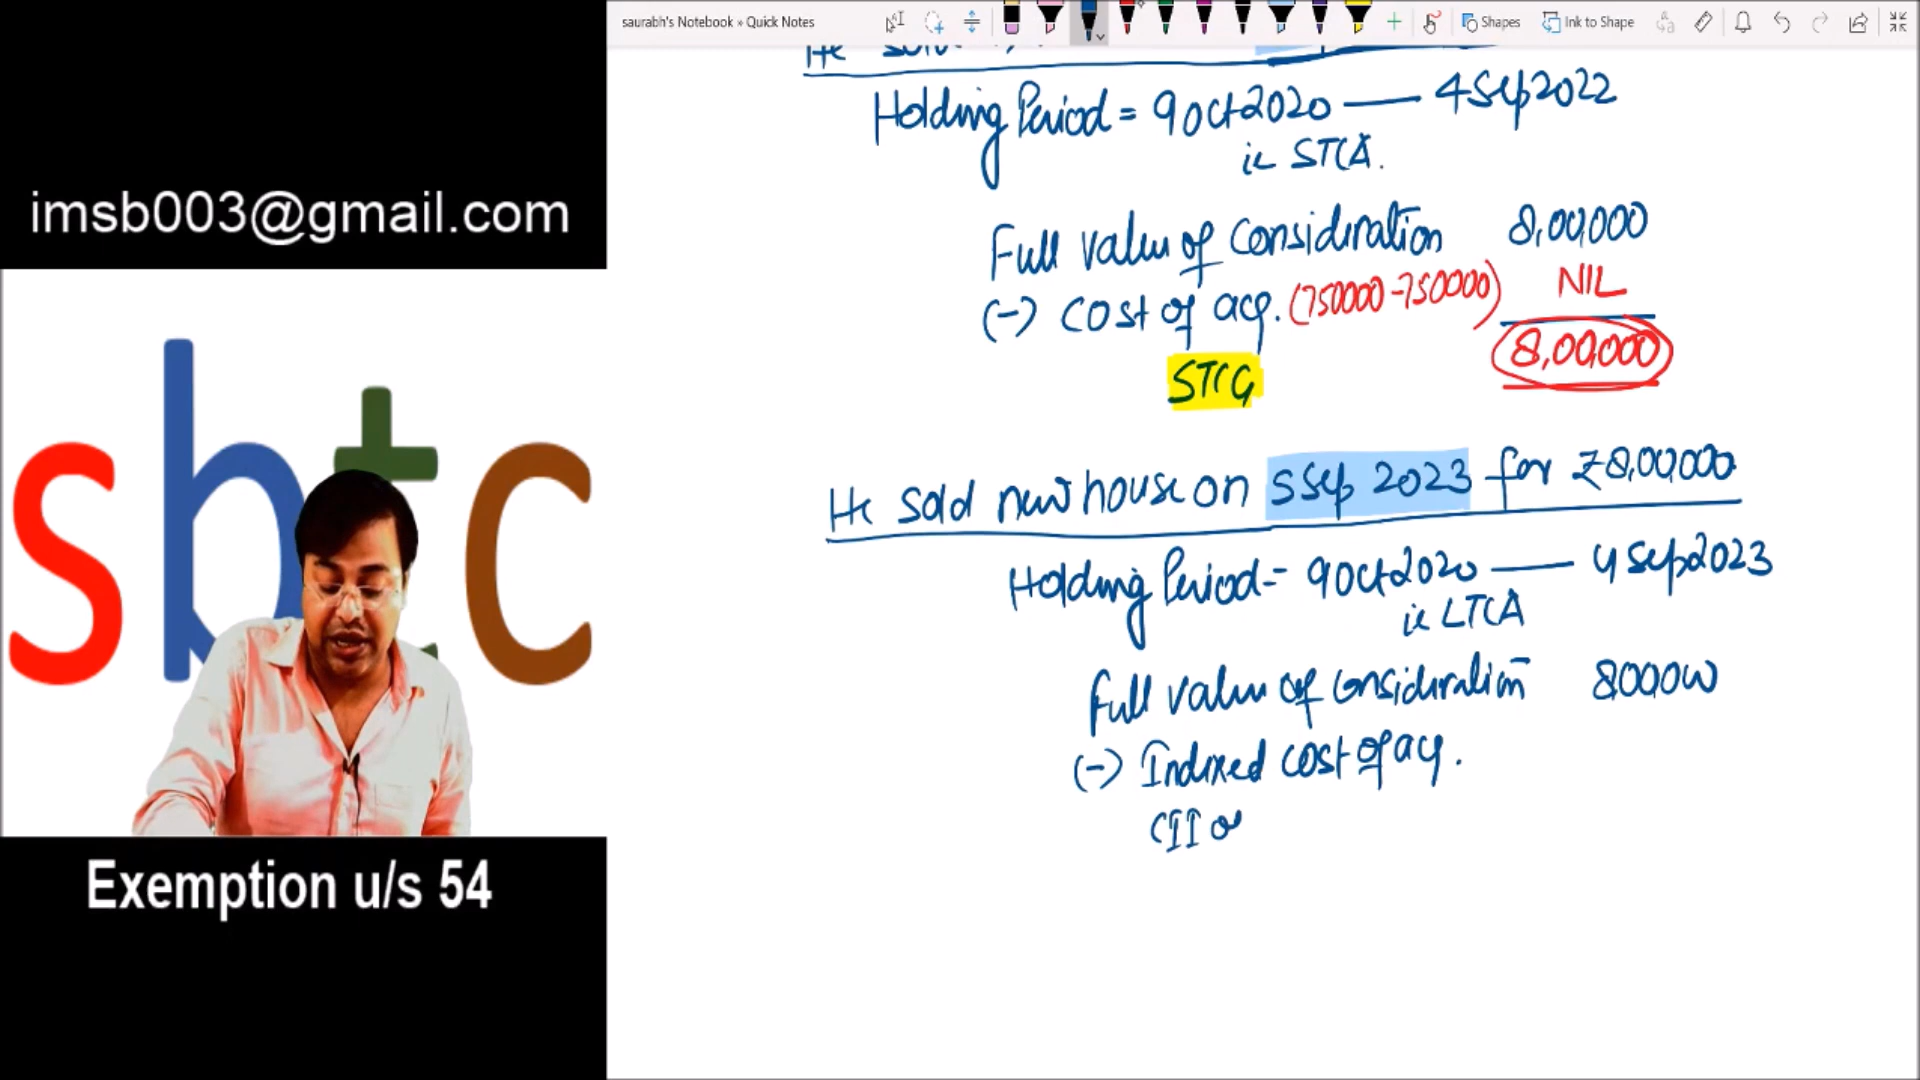 saurabh's Notebook » Quick Notes
Shapes
Ink to Shape
Holding Period = 9 Oct 2020 — 4 Sep 2022
ie STCA.
Full value of Consideration 8,00,000
(-) Cost of acq. (750000-750000) NIL
STCG 8,00,000
He sold new house on 5 Sep 2023 for ₹8,00,000
Holding Period = 9 Oct 2020 — 4 Sep 2023
ie LTCA
Full value of consideration 800000
(-) Indexed cost of acq.
CII o
imsb003@gmail.com
sbtc
Exemption u/s 54